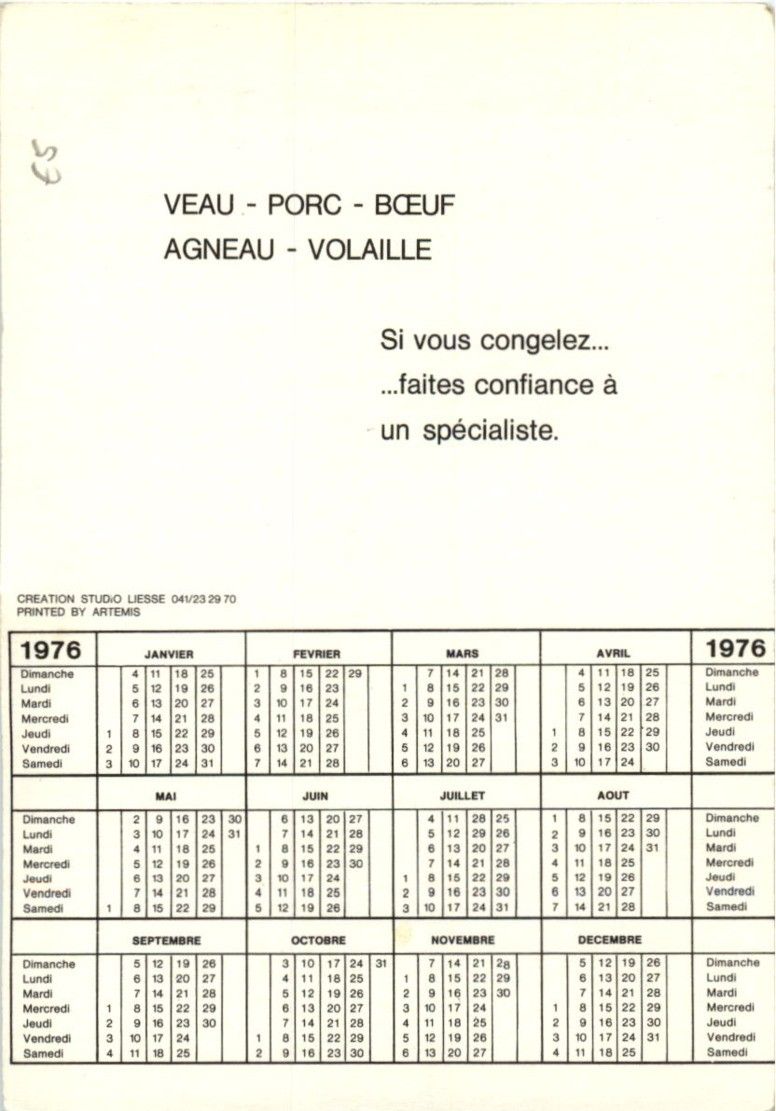 VEAU - PORC - BŒUF
AGNEAU - VOLAILLE
Si vous congelez...
...faites confiance à
un spécialiste.
CREATION STUDiO LIESSE 041/23 29 70
PRINTED BY ARTEMIS
1976 JANVIER FEVRIER MARS AVRIL 1976
Dimanche 4 11 18 25 1 8 15 22 29 7 14 21 28 4 11 18 25 Dimanche
Lundi 5 12 19 26 2 9 16 23 1 8 15 22 29 5 12 19 26 Lundi
Mardi 6 13 20 27 3 10 17 24 2 9 16 23 30 6 13 20 27 Mardi
Mercredi 7 14 21 28 4 11 18 25 3 10 17 24 31 7 14 21 28 Mercredi
Jeudi 1 8 15 22 29 5 12 19 26 4 11 18 25 1 8 15 22 29 Jeudi
Vendredi 2 9 16 23 30 6 13 20 27 5 12 19 26 2 9 16 23 30 Vendredi
Samedi 3 10 17 24 31 7 14 21 28 6 13 20 27 3 10 17 24 Samedi
MAI JUIN JUILLET AOUT
Dimanche 2 9 16 23 30 6 13 20 27 4 11 28 25 1 8 15 22 29 Dimanche
Lundi 3 10 17 24 31 7 14 21 28 5 12 29 26 2 9 16 23 30 Lundi
Mardi 4 11 18 25 1 8 15 22 29 6 13 20 27 3 10 17 24 31 Mardi
Mercredi 5 12 19 26 2 9 16 23 30 7 14 21 28 4 11 18 25 Mercredi
Jeudi 6 13 20 27 3 10 17 24 1 8 15 22 29 5 12 19 26 Jeudi
Vendredi 7 14 21 28 4 11 18 25 2 9 16 23 30 6 13 20 27 Vendredi
Samedi 1 8 15 22 29 5 12 19 26 3 10 17 24 31 7 14 21 28 Samedi
SEPTEMBRE OCTOBRE NOVEMBRE DECEMBRE
Dimanche 5 12 19 26 3 10 17 24 31 7 14 21 28 5 12 19 26 Dimanche
Lundi 6 13 20 27 4 11 18 25 1 8 15 22 29 6 13 20 27 Lundi
Mardi 7 14 21 28 5 12 19 26 2 9 16 23 30 7 14 21 28 Mardi
Mercredi 1 8 15 22 29 6 13 20 27 3 10 17 24 1 8 15 22 29 Mercredi
Jeudi 2 9 16 23 30 7 14 21 28 4 11 18 25 2 9 16 23 30 Jeudi
Vendredi 3 10 17 24 1 8 15 22 29 5 12 19 26 3 10 17 24 31 Vendredi
Samedi 4 11 18 25 2 9 16 23 30 6 13 20 27 4 11 18 25 Samedi